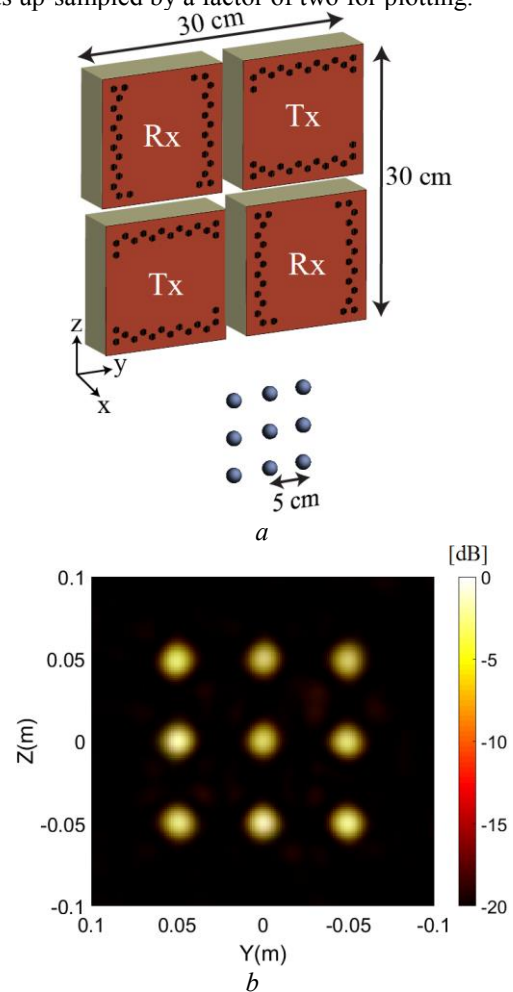 us up-sampled by a factor of two for plotting.
30 cm
Rx
Tx
30 cm
Tx
Rx
z
y
x
5 cm
a
[dB]
0.1
0
0.05
-5
Z(m)
0
-10
-0.05
-15
-0.1
-20
0.1 0.05 0 -0.05 -0.1
Y(m)
b